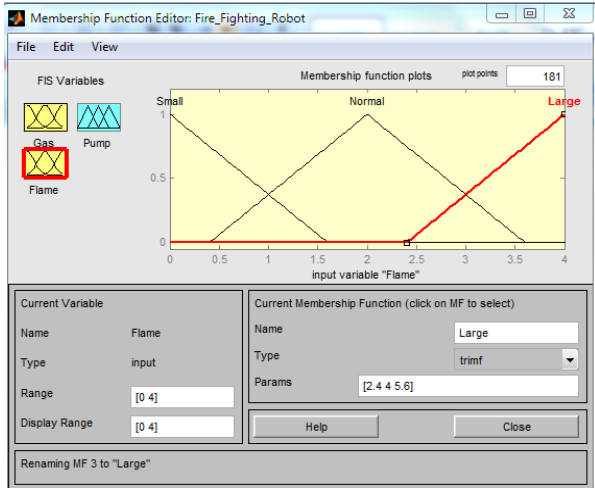 Membership Function Editor: Fire_Fighting_Robot
File Edit View
FIS Variables
Membership function plots
plot points:
181
Gas
Pump
Flame
Small
Normal
Large
1
0.5
0
0 0.5 1 1.5 2 2.5 3 3.5 4
input variable "Flame"
Current Variable
Name Flame
Type input
Range [0 4]
Display Range [0 4]
Current Membership Function (click on MF to select)
Name Large
Type trimf
Params [2.4 4 5.6]
Help Close
Renaming MF 3 to "Large"